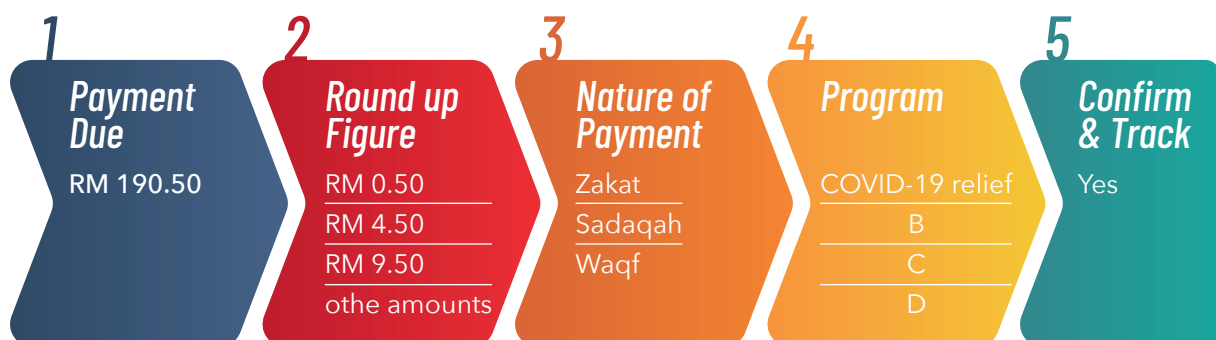 1
Payment
Due
RM 190.50
2
Round up
Figure
RM 0.50
RM 4.50
RM 9.50
othe amounts
3
Nature of
Payment
Zakat
Sadaqah
Waqf
4
Program
COVID-19 relief
B
C
D
5
Confirm
& Track
Yes